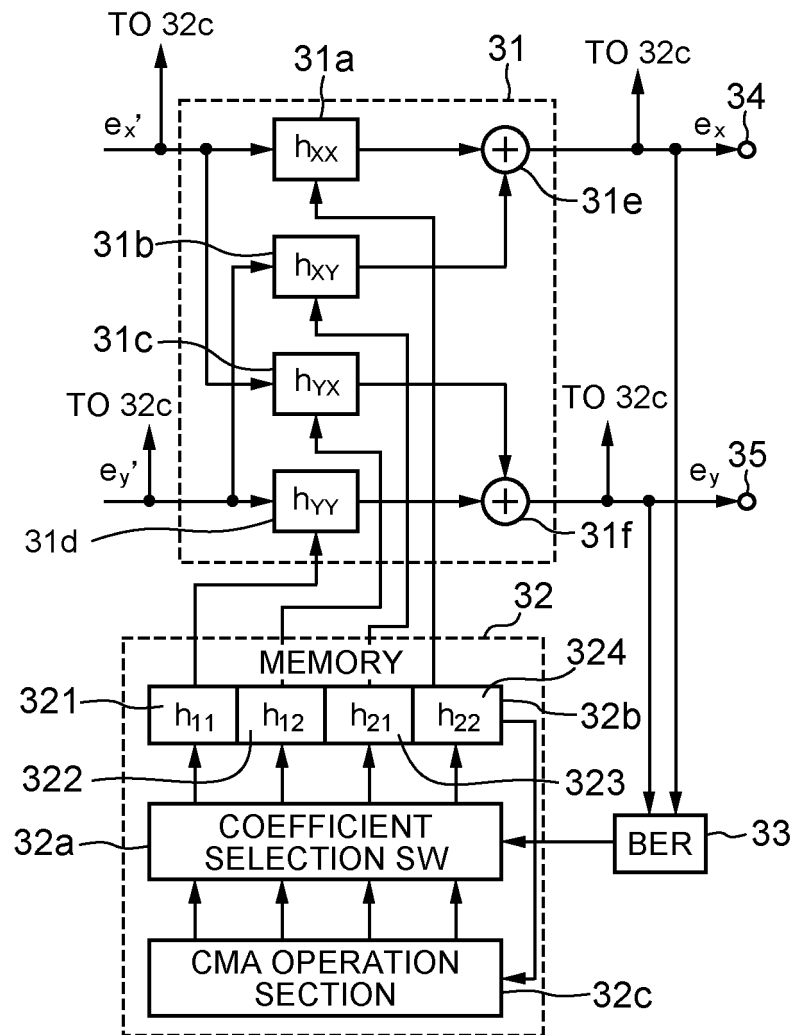 TO 32c
31a
31
TO 32c
34
ex'
hXX
ex
31e
31b
hXY
31c
hYX
TO 32c
TO 32c
ey'
hYY
ey
35
31d
31f
32
MEMORY
324
321
h11
h12
h21
h22
32b
322
323
32a
COEFFICIENT
SELECTION SW
BER
33
CMA OPERATION
SECTION
32c